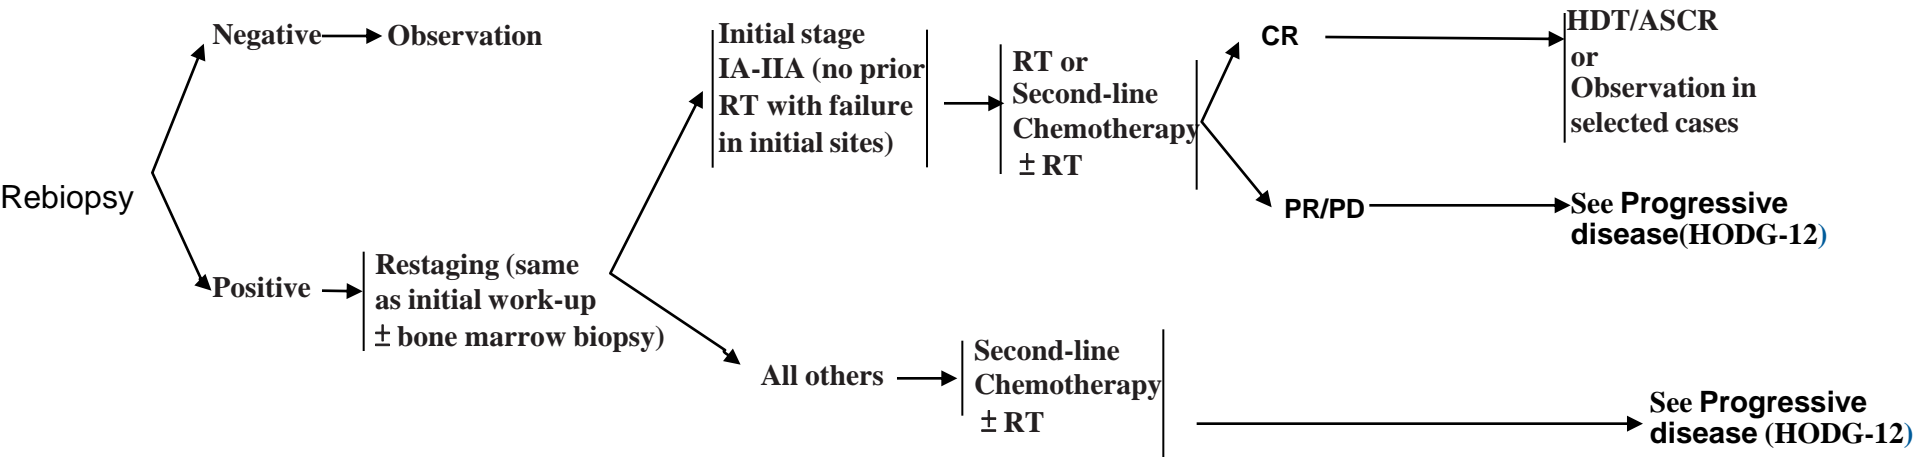 Rebiopsy
Negative
Observation
Positive
Restaging (same
as initial work-up
± bone marrow biopsy)
Initial stage
IA-IIA (no prior
RT with failure
in initial sites)
RT or
Second-line
Chemotherapy
± RT
CR
HDT/ASCR
or
Observation in
selected cases
PR/PD
See Progressive
disease(HODG-12)
All others
Second-line
Chemotherapy
± RT
See Progressive
disease (HODG-12)